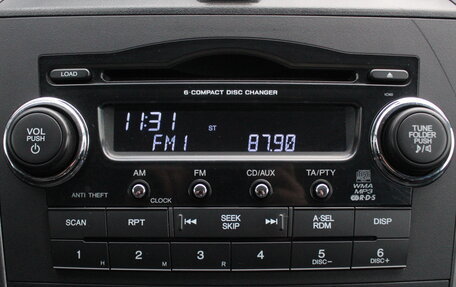 LOAD
6·COMPACT DISC CHANGER
11:31 ST
FM1 87.90
VOL
PUSH
TUNE
FOLDER
PUSH
AM FM CD/AUX TA/PTY
CLOCK
ANTI THEFT
WMA
MP3
R·D·S
SCAN RPT SEEK SKIP A·SEL RDM DISP
1 H 2 M 3 R 4 5 DISC− 6 DISC+